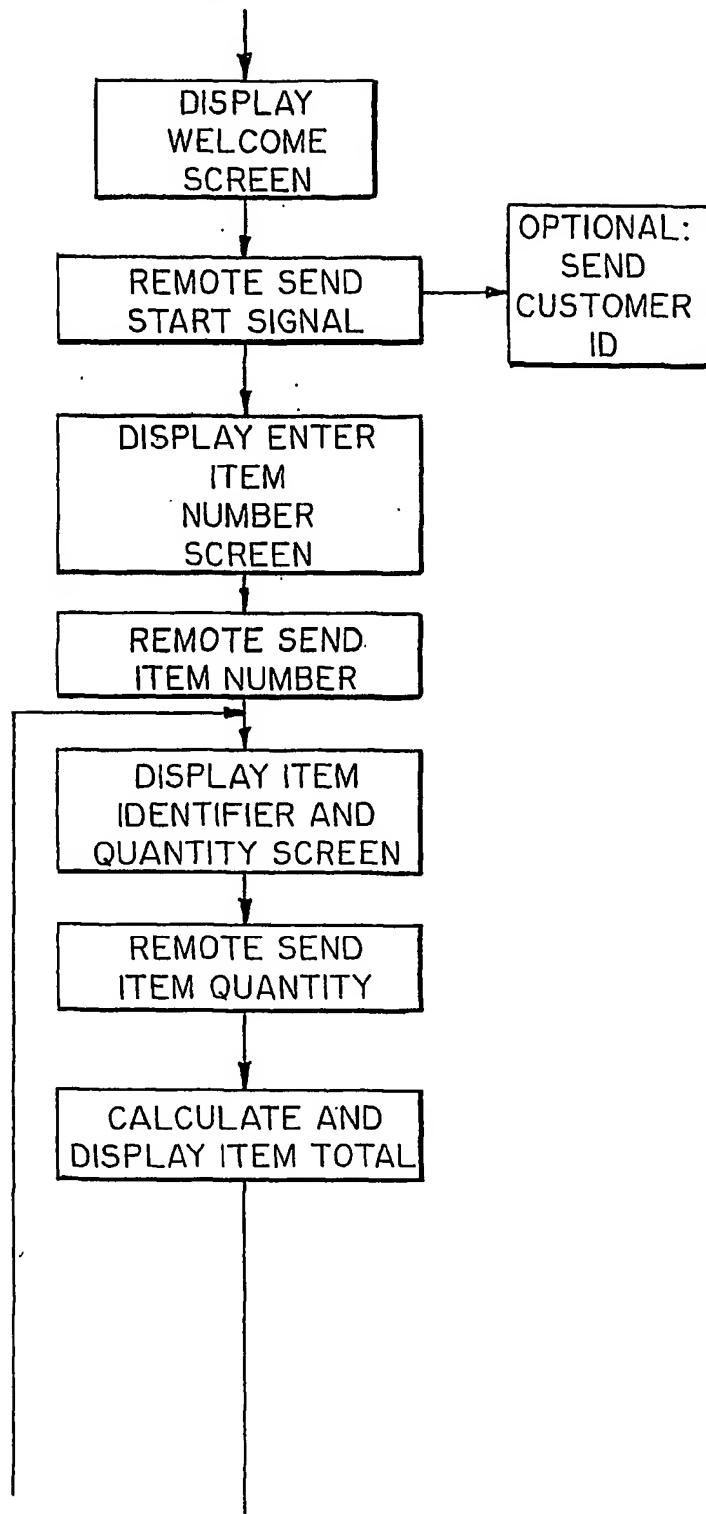 DISPLAY
WELCOME
SCREEN
REMOTE SEND
START SIGNAL
OPTIONAL:
SEND
CUSTOMER
ID
DISPLAY ENTER
ITEM
NUMBER
SCREEN
REMOTE SEND
ITEM NUMBER
DISPLAY ITEM
IDENTIFIER AND
QUANTITY SCREEN
REMOTE SEND
ITEM QUANTITY
CALCULATE AND
DISPLAY ITEM TOTAL